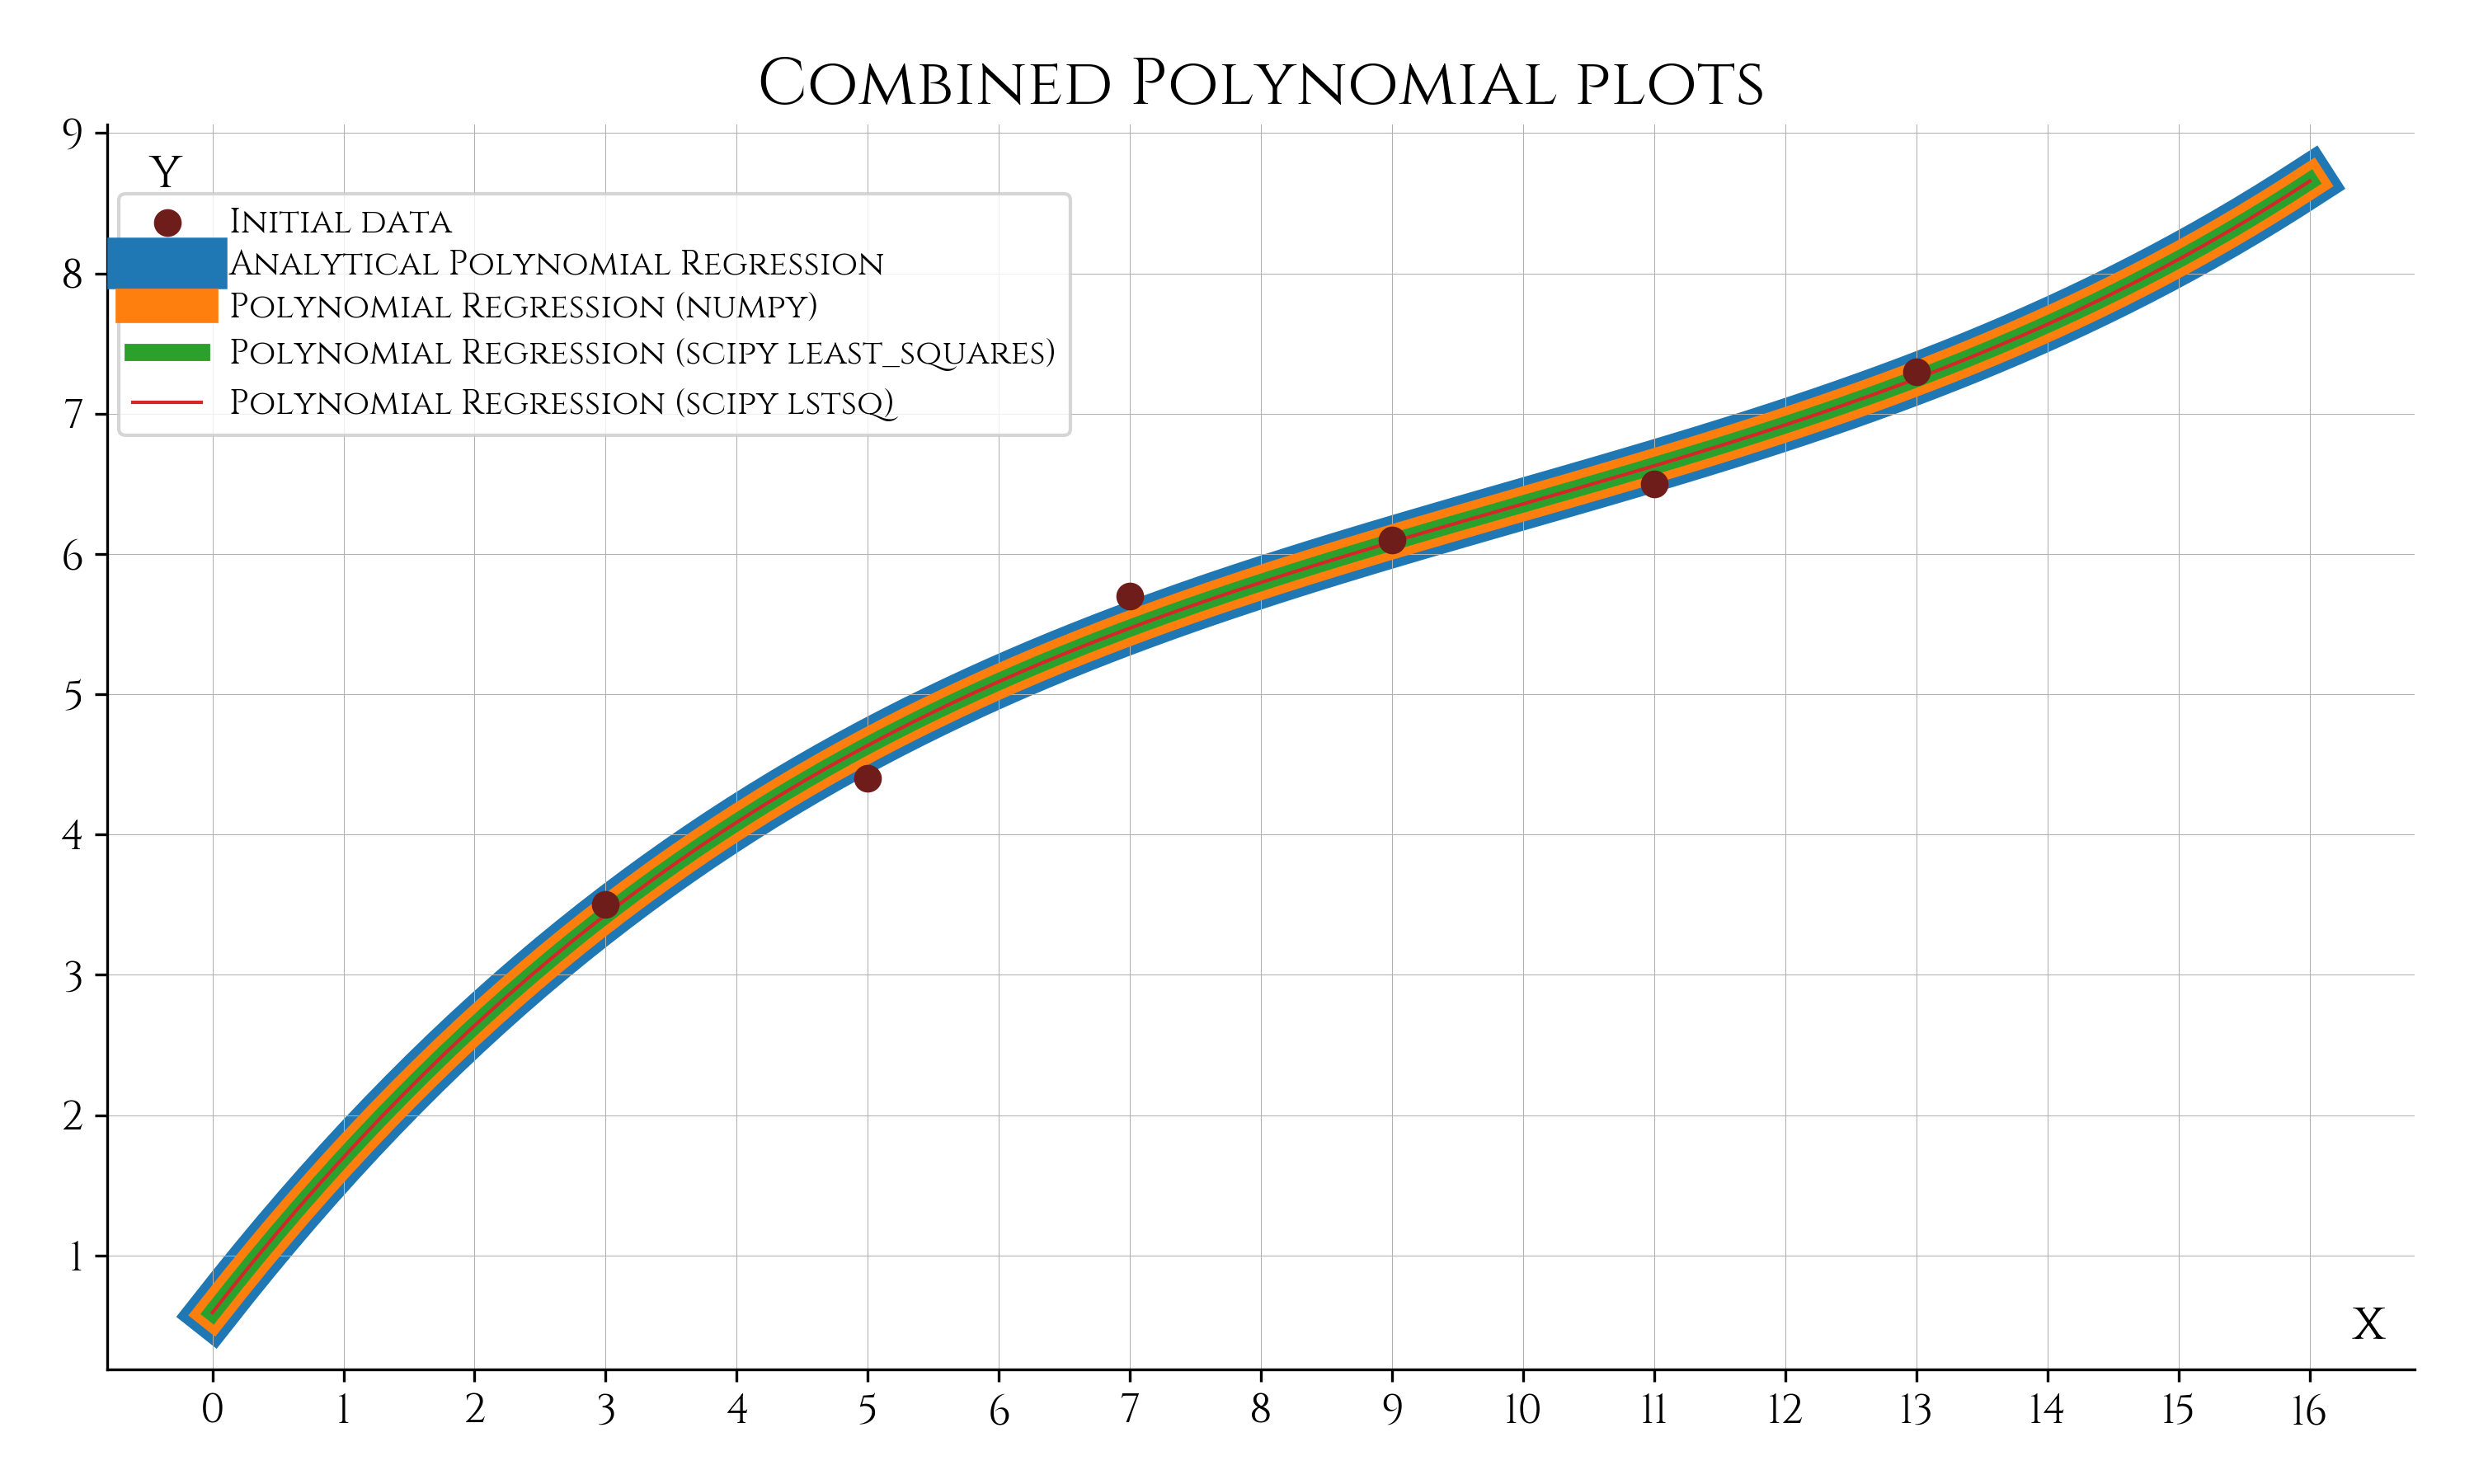 Combined Polynomial plots
9
Y
Initial data
Analytical Polynomial Regression
8
Polynomial Regression (numpy)
Polynomial Regression (scipy least_squares)
Polynomial Regression (scipy lstsq)
7
6
5
4
3
2
1
X
0 1 2 3 4 5 6 7 8 9 10 11 12 13 14 15 16